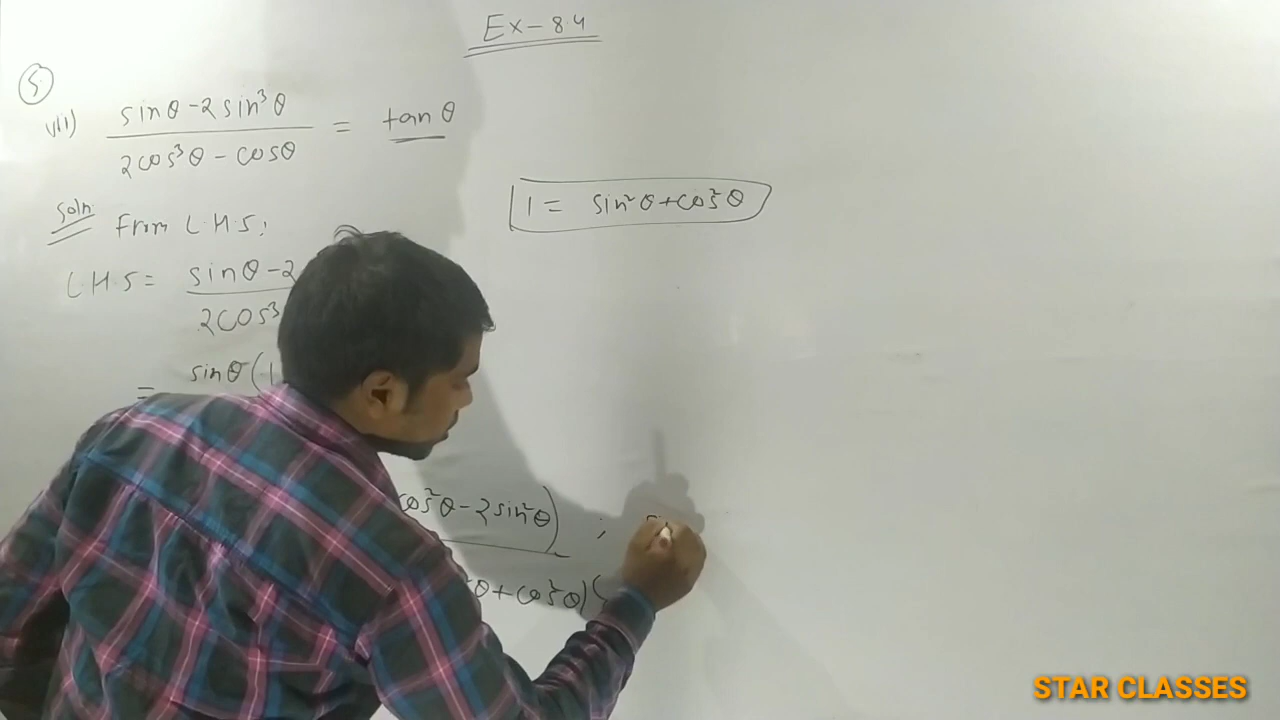 Ex-8.4
5
viii) sinθ-2sin³θ / 2cos³θ-cosθ = tanθ
Soln From L.H.S;
1 = sin²θ+cos²θ
L.H.S = sinθ-2
2cos³
= sinθ(1
cos²θ-2sin²θ) ;
θ+cos²θ)(
STAR CLASSES